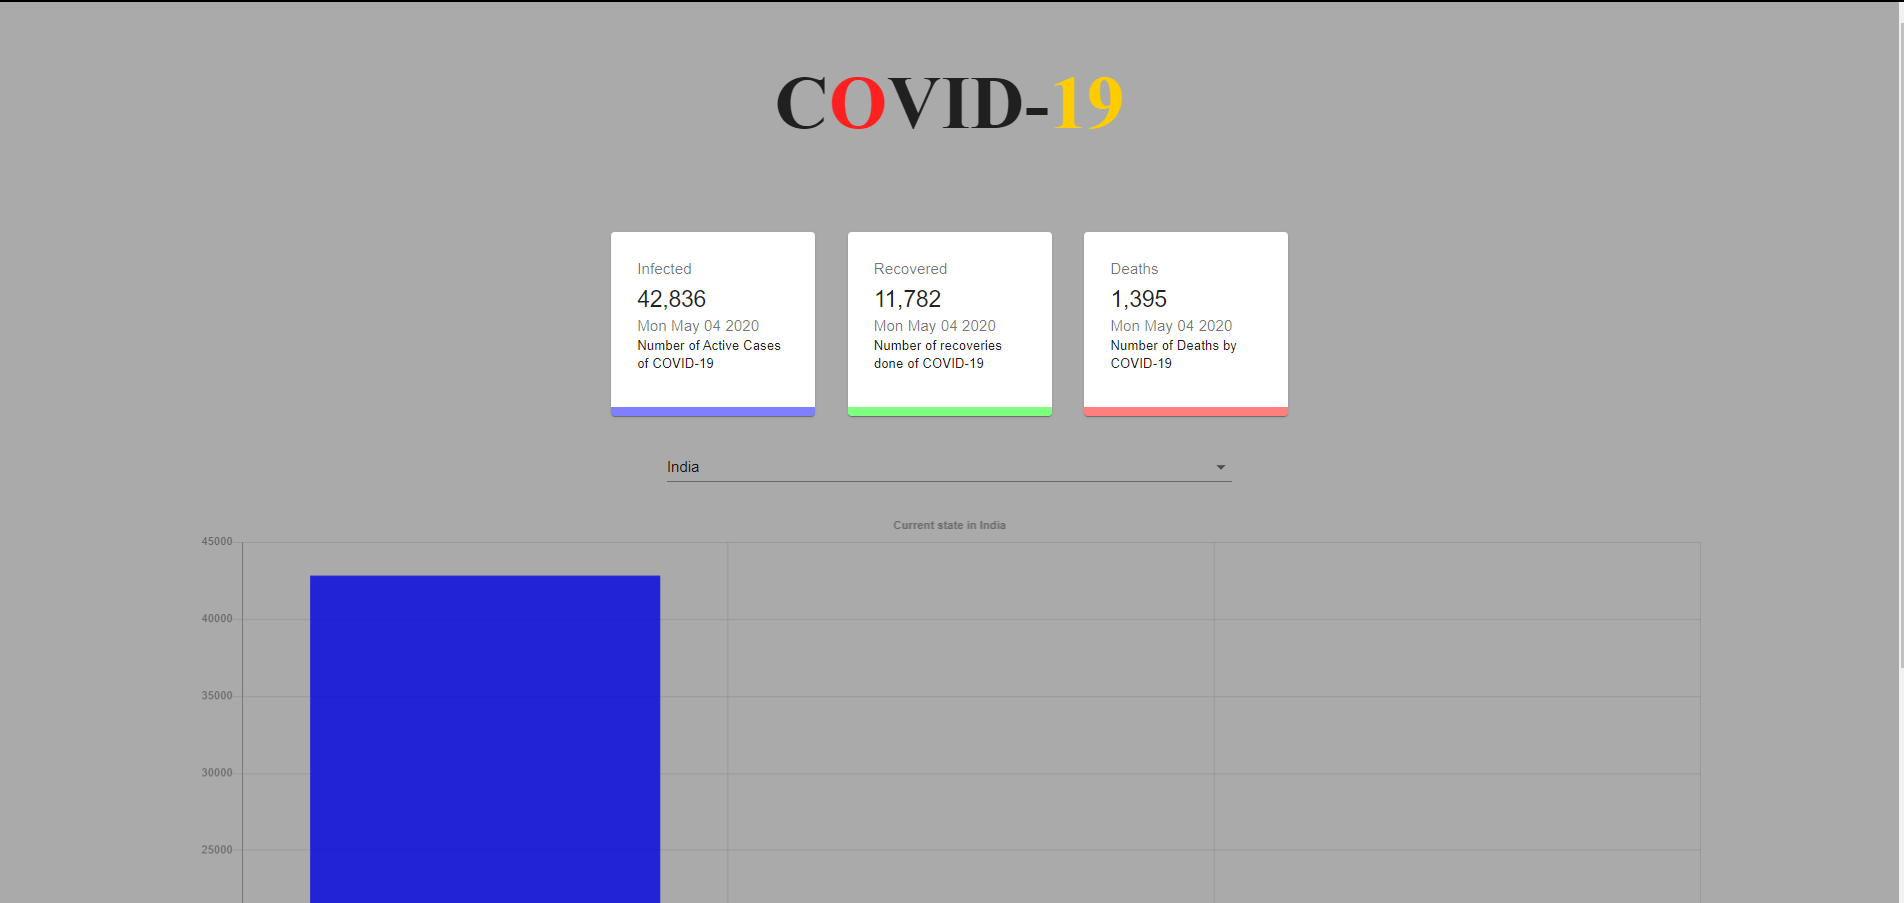 COVID-19
Infected
42,836
Mon May 04 2020
Number of Active Cases
of COVID-19
Recovered
11,782
Mon May 04 2020
Number of recoveries
done of COVID-19
Deaths
1,395
Mon May 04 2020
Number of Deaths by
COVID-19
India
Current state in India
45000
40000
35000
30000
25000